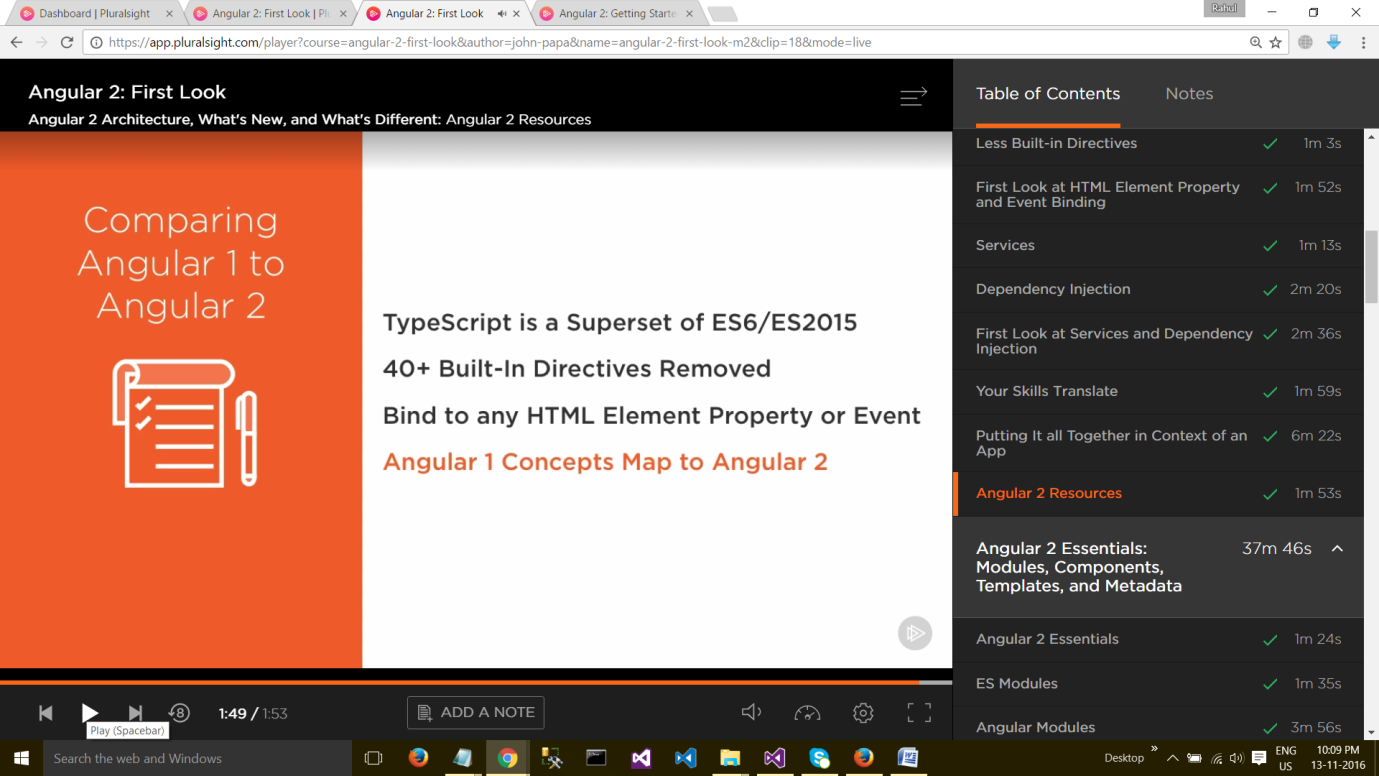 Dashboard | Pluralsight
Angular 2: First Look | Pl
Angular 2: First Look
Angular 2: Getting Starte
Rahul
https://app.pluralsight.com/player?course=angular-2-first-look&author=john-papa&name=angular-2-first-look-m2&clip=18&mode=live
Angular 2: First Look
Angular 2 Architecture, What's New, and What's Different: Angular 2 Resources
Comparing
Angular 1 to
Angular 2
TypeScript is a Superset of ES6/ES2015
40+ Built-In Directives Removed
Bind to any HTML Element Property or Event
Angular 1 Concepts Map to Angular 2
8
1:49 / 1:53
ADD A NOTE
Play (Spacebar)
Table of Contents
Notes
Less Built-in Directives 1m 3s
First Look at HTML Element Property 1m 52s
and Event Binding
Services 1m 13s
Dependency Injection 2m 20s
First Look at Services and Dependency 2m 36s
Injection
Your Skills Translate 1m 59s
Putting It all Together in Context of an 6m 22s
App
Angular 2 Resources 1m 53s
Angular 2 Essentials: 37m 46s
Modules, Components,
Templates, and Metadata
Angular 2 Essentials 1m 24s
ES Modules 1m 35s
Angular Modules 3m 56s
Search the web and Windows
Desktop
ENG
US
10:09 PM
13-11-2016